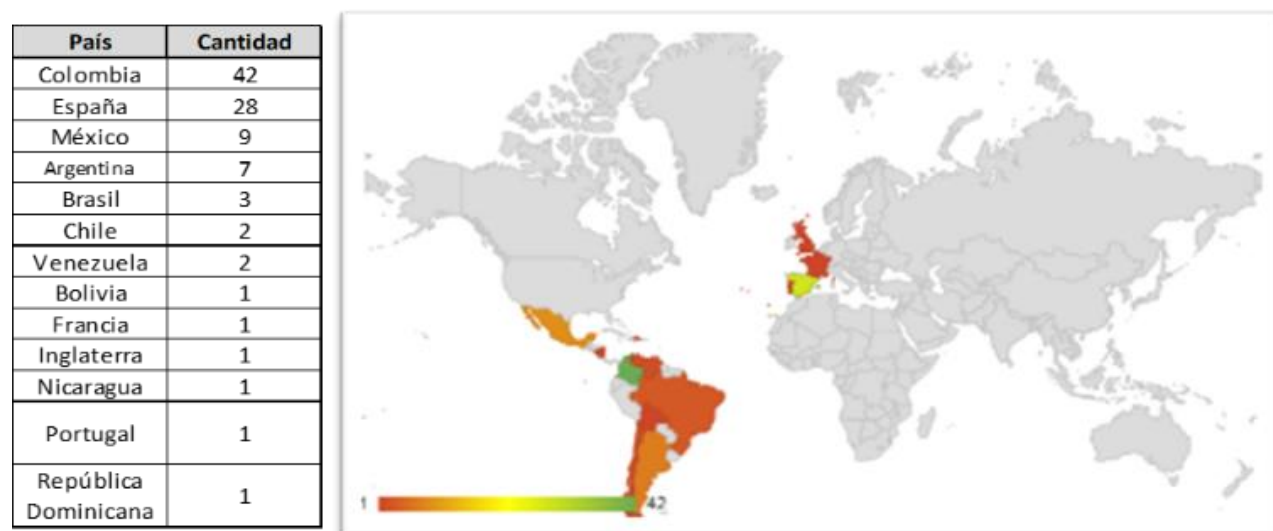 País Cantidad
Colombia 42
España 28
México 9
Argentina 7
Brasil 3
Chile 2
Venezuela 2
Bolivia 1
Francia 1
Inglaterra 1
Nicaragua 1
Portugal 1
República
Dominicana 1
1 42